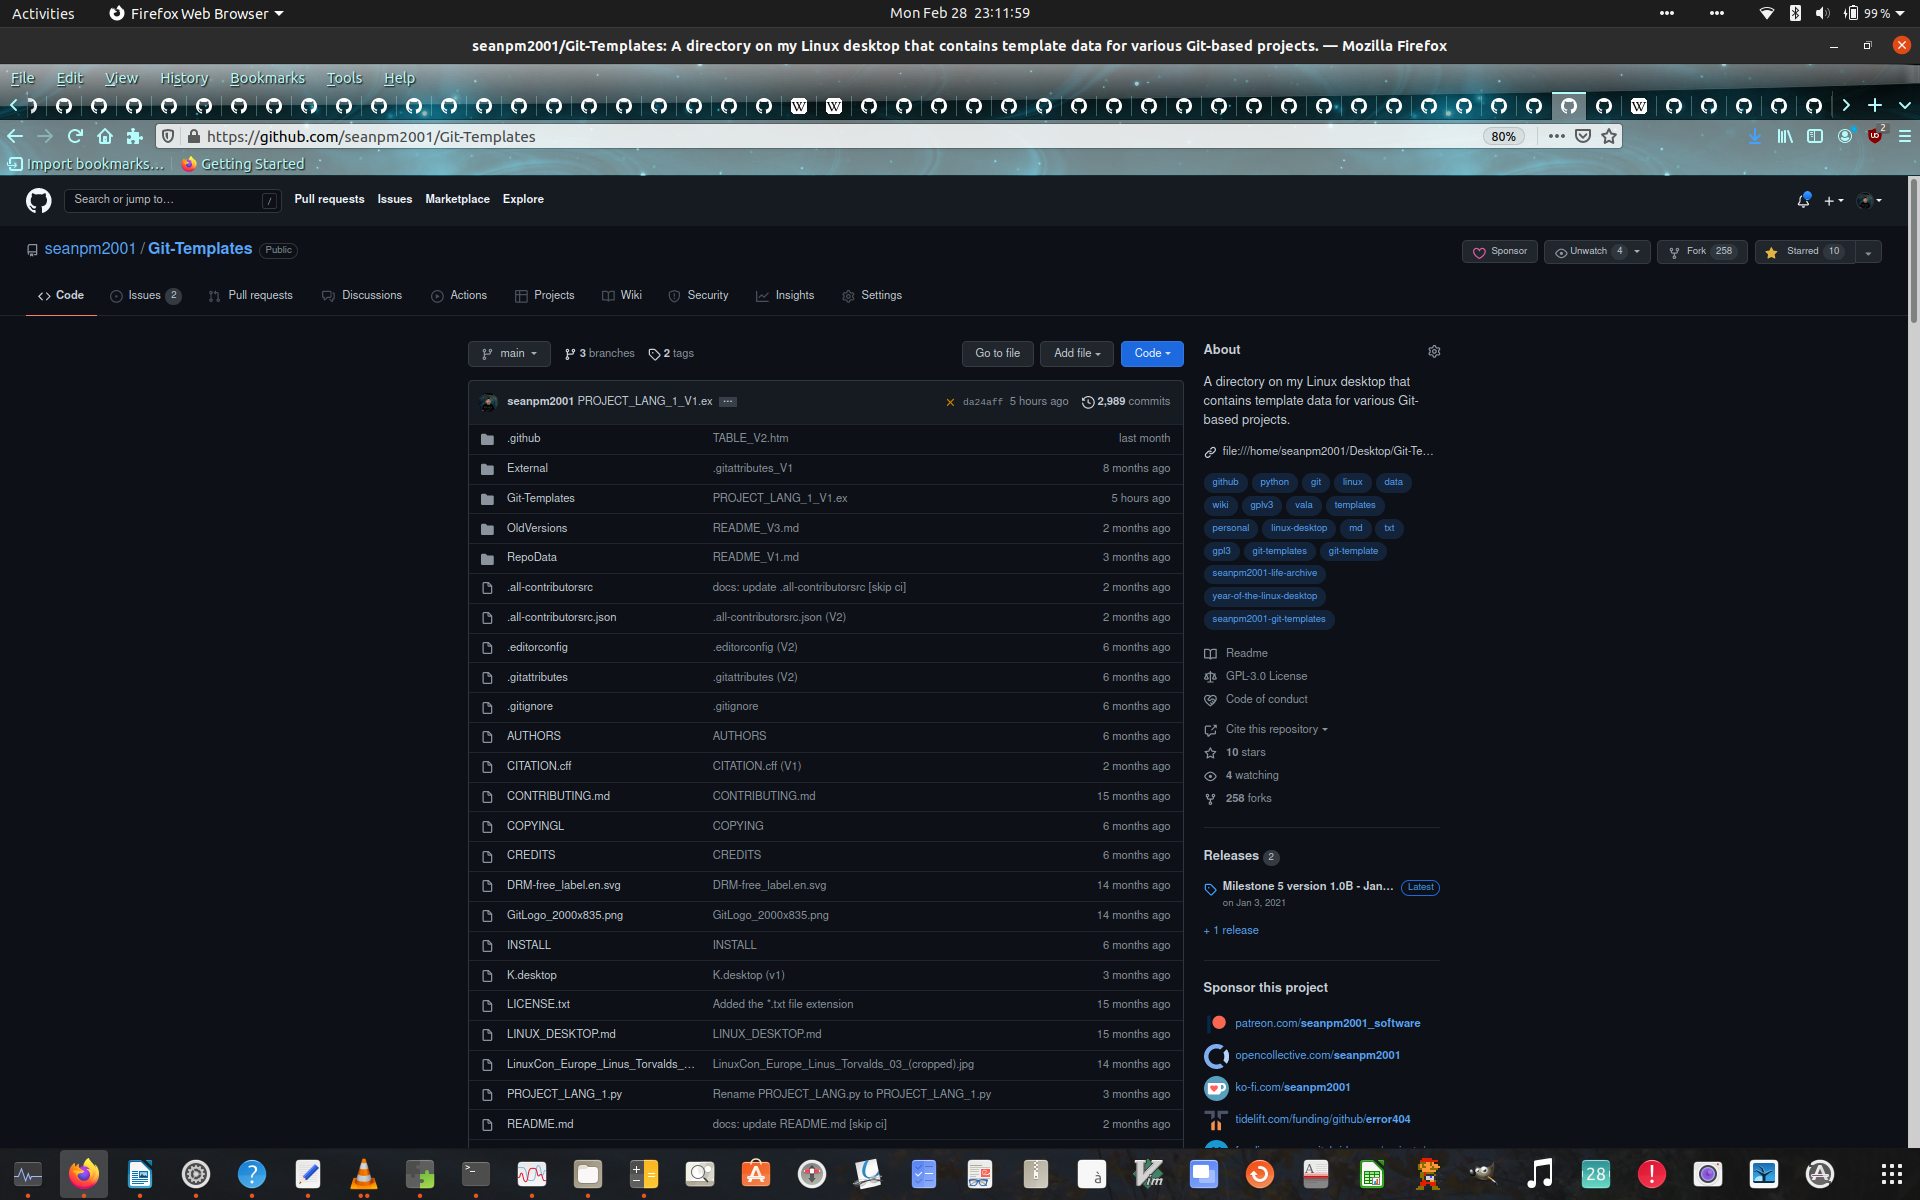 Activities Firefox Web Browser Mon Feb 28 23:11:59 99 %
seanpm2001/Git-Templates: A directory on my Linux desktop that contains template data for various Git-based projects. — Mozilla Firefox
File Edit View History Bookmarks Tools Help
https://github.com/seanpm2001/Git-Templates 80% 2
Import bookmarks… Getting Started
Search or jump to… / Pull requests Issues Marketplace Explore
seanpm2001 / Git-Templates Public Sponsor Unwatch 4 Fork 258 Starred 10
Code Issues 2 Pull requests Discussions Actions Projects Wiki Security Insights Settings
main 3 branches 2 tags Go to file Add file Code
seanpm2001 PROJECT_LANG_1_V1.ex da24aff 5 hours ago 2,989 commits
.github TABLE_V2.htm last month
External .gitattributes_V1 8 months ago
Git-Templates PROJECT_LANG_1_V1.ex 5 hours ago
OldVersions README_V3.md 2 months ago
RepoData README_V1.md 3 months ago
.all-contributorsrc docs: update .all-contributorsrc [skip ci] 2 months ago
.all-contributorsrc.json .all-contributorsrc.json (V2) 2 months ago
.editorconfig .editorconfig (V2) 6 months ago
.gitattributes .gitattributes (V2) 6 months ago
.gitignore .gitignore 6 months ago
AUTHORS AUTHORS 6 months ago
CITATION.cff CITATION.cff (V1) 2 months ago
CONTRIBUTING.md CONTRIBUTING.md 15 months ago
COPYINGL COPYING 6 months ago
CREDITS CREDITS 6 months ago
DRM-free_label.en.svg DRM-free_label.en.svg 14 months ago
GitLogo_2000x835.png GitLogo_2000x835.png 14 months ago
INSTALL INSTALL 6 months ago
K.desktop K.desktop (v1) 3 months ago
LICENSE.txt Added the *.txt file extension 15 months ago
LINUX_DESKTOP.md LINUX_DESKTOP.md 15 months ago
LinuxCon_Europe_Linus_Torvalds_… LinuxCon_Europe_Linus_Torvalds_03_(cropped).jpg 14 months ago
PROJECT_LANG_1.py Rename PROJECT_LANG.py to PROJECT_LANG_1.py 3 months ago
README.md docs: update README.md [skip ci] 2 months ago
About
A directory on my Linux desktop that
contains template data for various Git-
based projects.
file:///home/seanpm2001/Desktop/Git-Te…
github python git linux data
wiki gplv3 vala templates
personal linux-desktop md txt
gpl3 git-templates git-template
seanpm2001-life-archive
year-of-the-linux-desktop
seanpm2001-git-templates
Readme
GPL-3.0 License
Code of conduct
Cite this repository
10 stars
4 watching
258 forks
Releases 2
Milestone 5 version 1.0B - Jan… Latest
on Jan 3, 2021
+ 1 release
Sponsor this project
patreon.com/seanpm2001_software
opencollective.com/seanpm2001
ko-fi.com/seanpm2001
tidelift.com/funding/github/error404
28